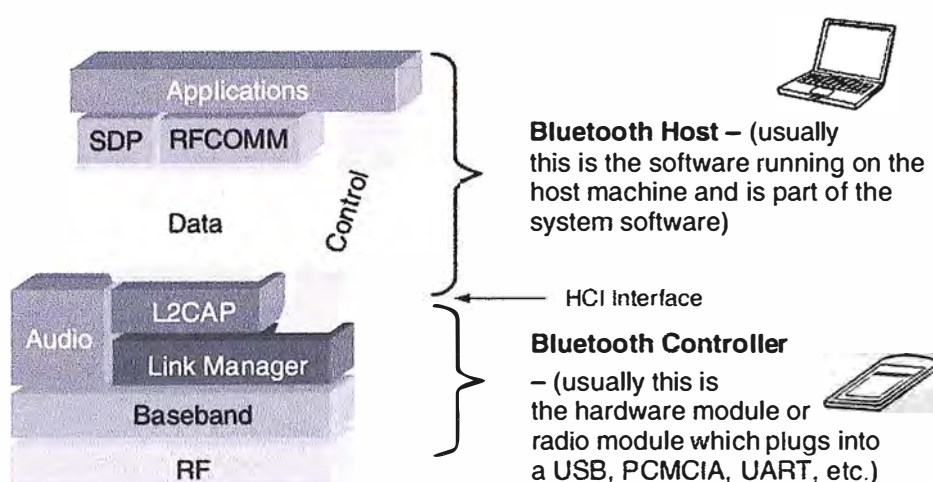 Applications
SDP RFCOMM
Control
Data
L2CAP
Audio
Link Manager
Baseband
RF
Bluetooth Host – (usually
this is the software running on the
host machine and is part of the
system software)
HCI Interface
Bluetooth Controller
– (usually this is
the hardware module or
radio module which plugs into
a USB, PCMCIA, UART, etc.)